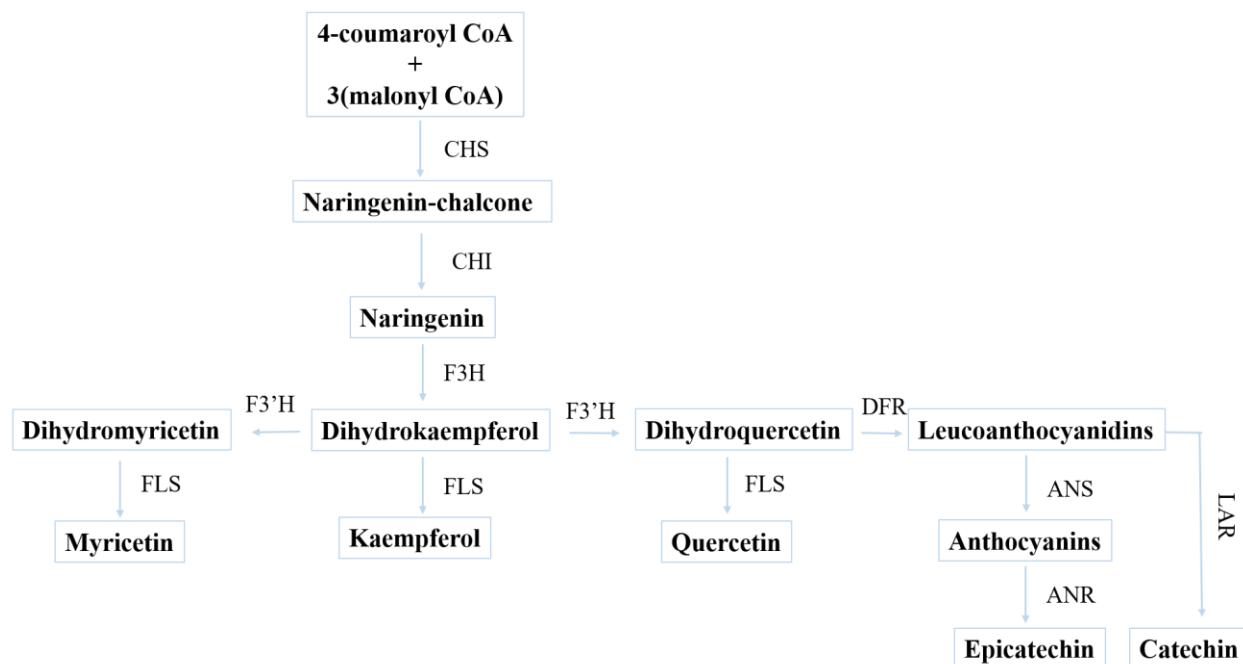 4-coumaroyl CoA
+
3(malonyl CoA)
CHS
Naringenin-chalcone
CHI
Naringenin
F3H
F3’H
F3’H
DFR
Dihydromyricetin
Dihydrokaempferol
Dihydroquercetin
Leucoanthocyanidins
FLS
FLS
FLS
ANS
LAR
Myricetin
Kaempferol
Quercetin
Anthocyanins
ANR
Epicatechin
Catechin